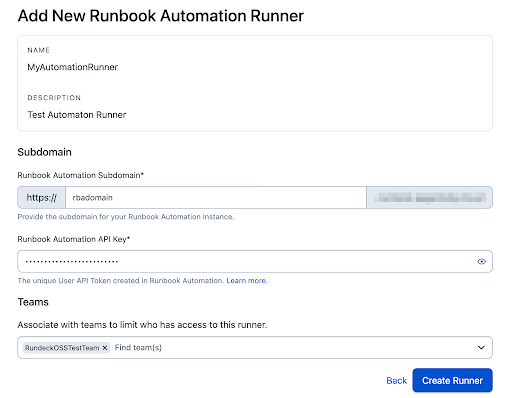 Add New Runbook Automation Runner
NAME
MyAutomationRunner
DESCRIPTION
Test Automaton Runner
Subdomain
Runbook Automation Subdomain*
https:// rbadomain
Provide the subdomain for your Runbook Automation Instance.
Runbook Automation API Key*
The unique User API Token created in Runbook Automation. Learn more.
Teams
Associate with teams to limit who has access to this runner.
RundeckOSSTestTeam × Find team(s)
Back Create Runner